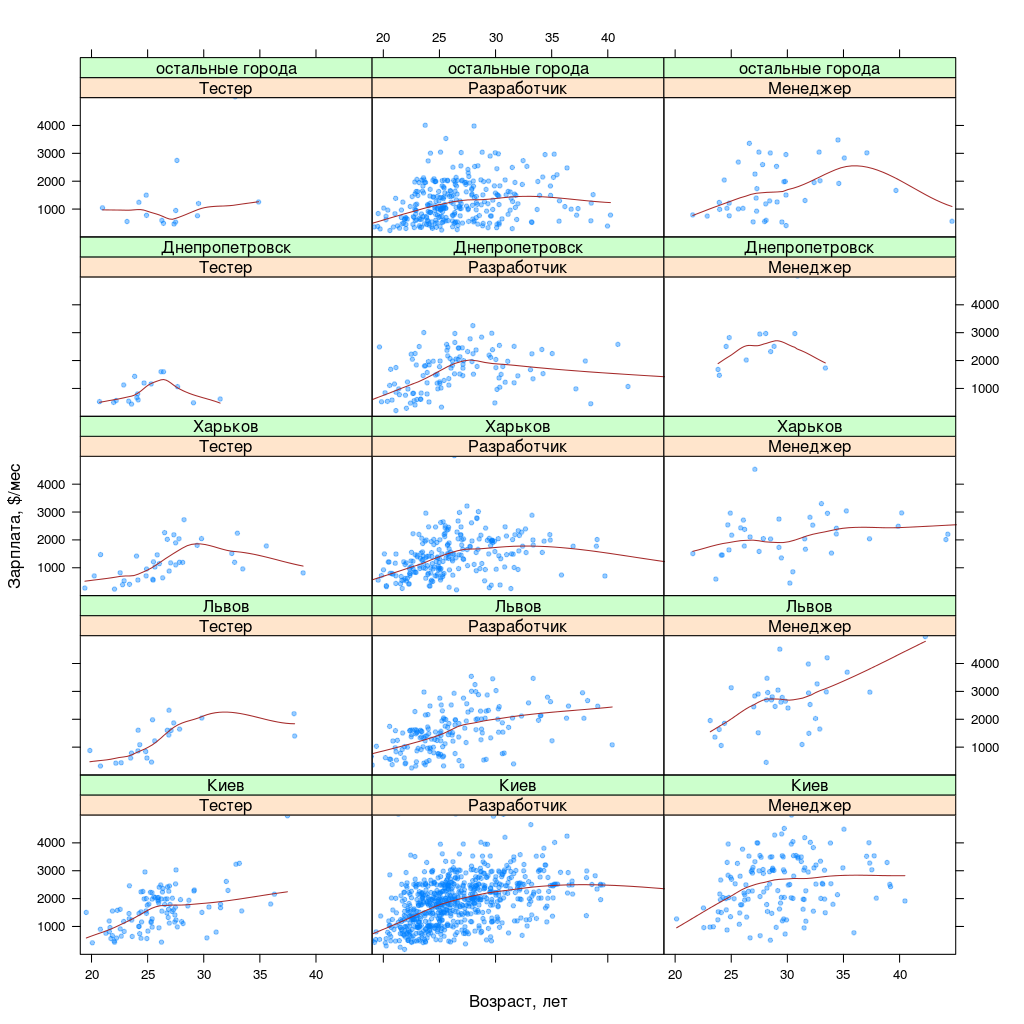 20 25 30 35 40
остальные города остальные города остальные города
Тестер Разработчик Менеджер
4000
3000
2000
1000
Днепропетровск Днепропетровск Днепропетровск
Тестер Разработчик Менеджер
4000
3000
2000
1000
Харьков Харьков Харьков
Тестер Разработчик Менеджер
4000
3000
2000
1000
Зарплата, $/мес
Львов Львов Львов
Тестер Разработчик Менеджер
4000
3000
2000
1000
Киев Киев Киев
Тестер Разработчик Менеджер
4000
3000
2000
1000
20 25 30 35 40 20 25 30 35 40
Возраст, лет